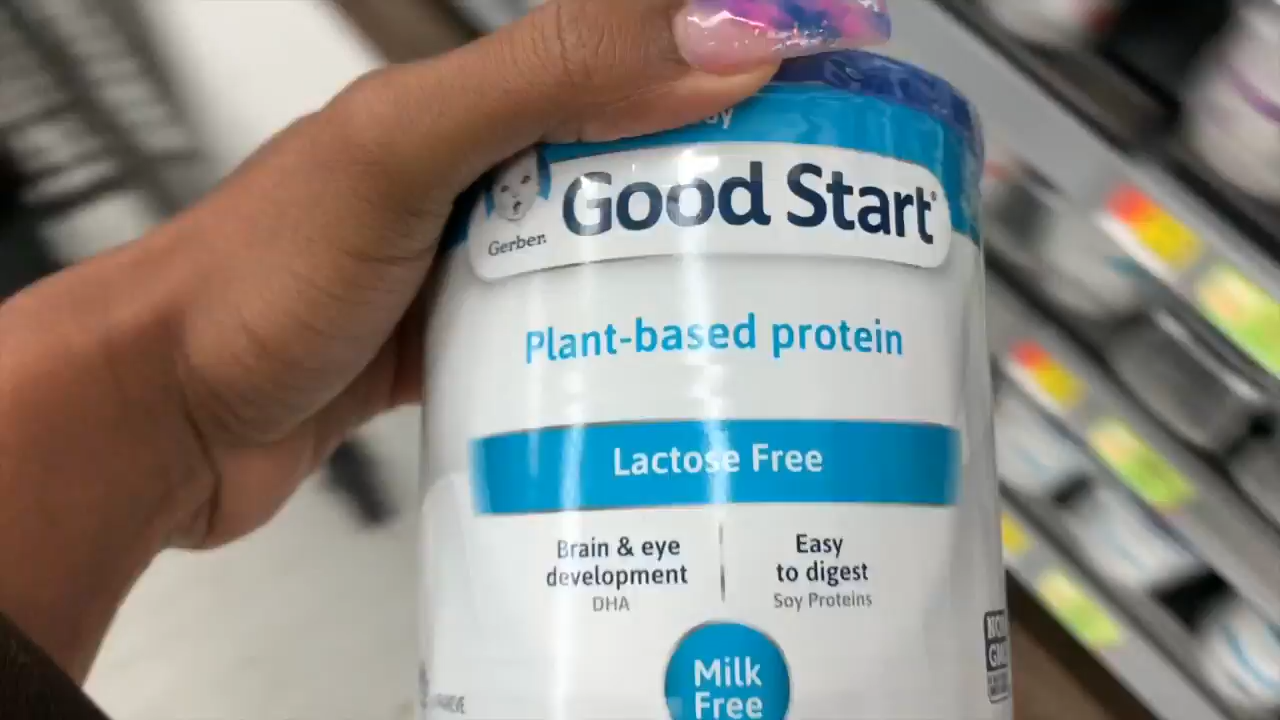 Good Start®
Gerber
Plant-based protein
Lactose Free
Brain & eye
development
DHA
Easy
to digest
Soy Proteins
Milk
Free